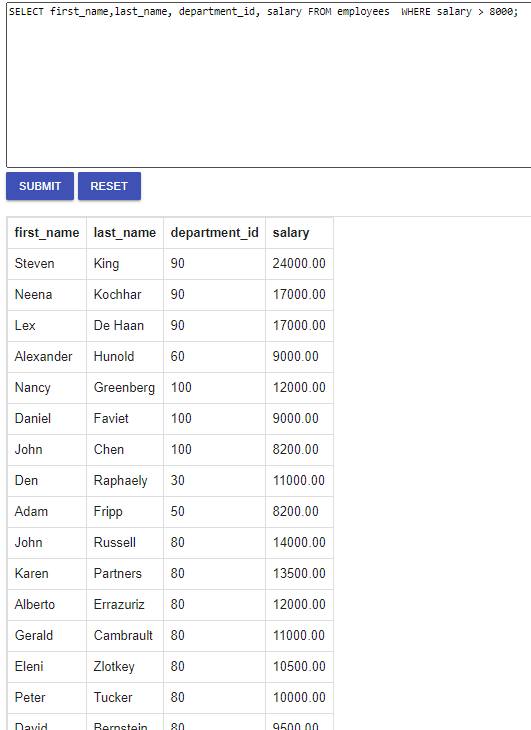 SELECT first_name,last_name, department_id, salary FROM employees  WHERE salary > 8000;
SUBMIT RESET
first_name last_name department_id salary
Steven King 90 24000.00
Neena Kochhar 90 17000.00
Lex De Haan 90 17000.00
Alexander Hunold 60 9000.00
Nancy Greenberg 100 12000.00
Daniel Faviet 100 9000.00
John Chen 100 8200.00
Den Raphaely 30 11000.00
Adam Fripp 50 8200.00
John Russell 80 14000.00
Karen Partners 80 13500.00
Alberto Errazuriz 80 12000.00
Gerald Cambrault 80 11000.00
Eleni Zlotkey 80 10500.00
Peter Tucker 80 10000.00
David Bernstein 80 9500.00